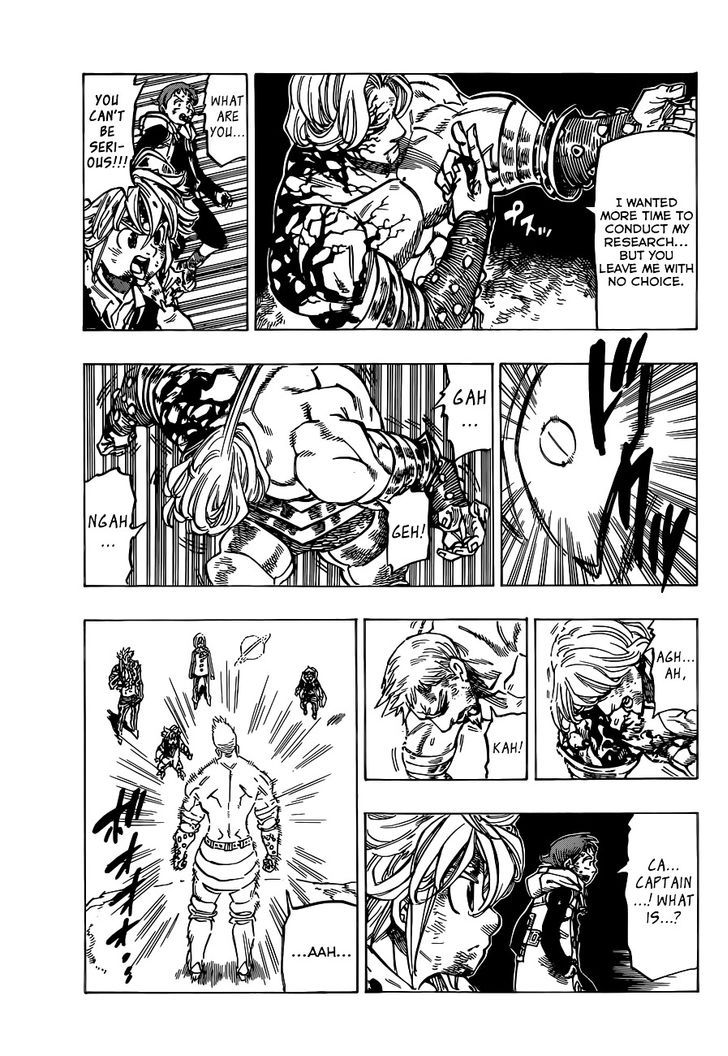 I WANTED
MORE TIME TO
CONDUCT MY
RESEARCH...
BUT YOU
LEAVE ME WITH
NO CHOICE.
WHAT
ARE
YOU...
YOU
CAN'T
BE
SERI-
OUS!!!
GAH
...
GEH!
NGAH
...
AGH...
AH,
KAH!
CA...
CAPTAIN
...! WHAT
IS...?
...AAH...